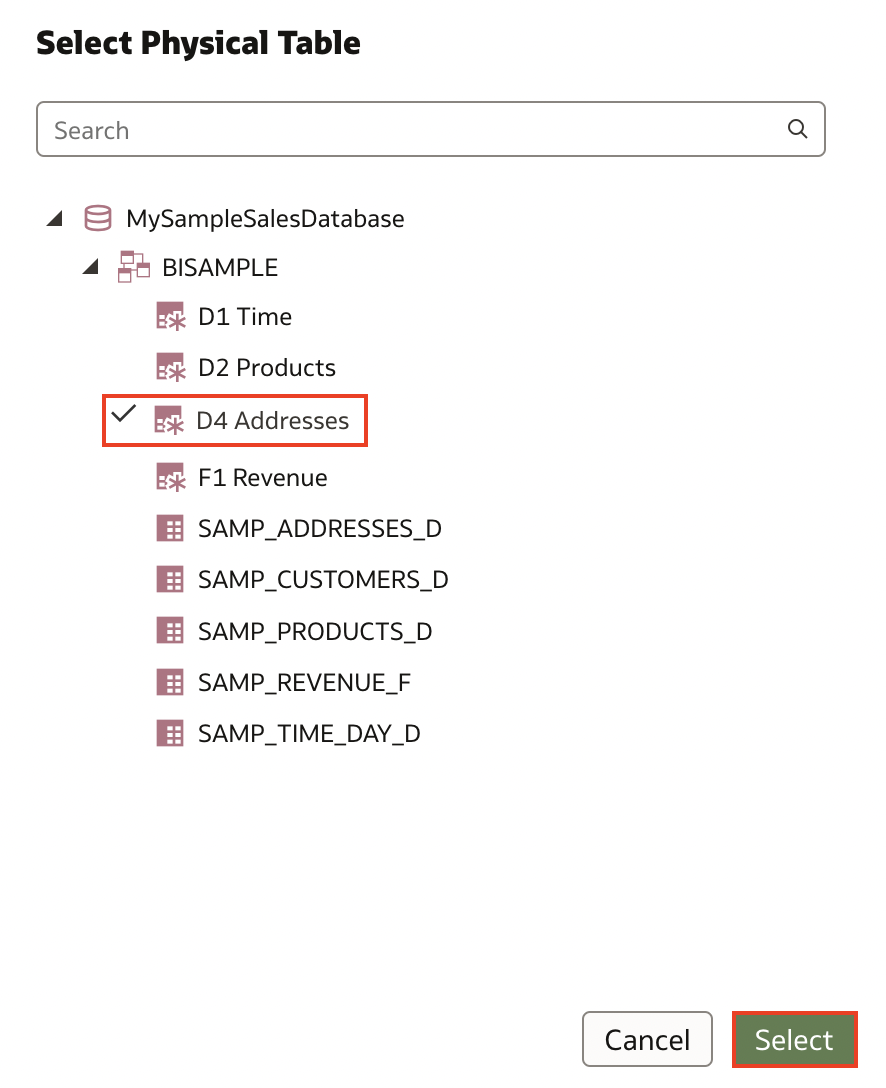 Select Physical Table
Search
MySampleSalesDatabase
BISAMPLE
D1 Time
D2 Products
D4 Addresses
F1 Revenue
SAMP_ADDRESSES_D
SAMP_CUSTOMERS_D
SAMP_PRODUCTS_D
SAMP_REVENUE_F
SAMP_TIME_DAY_D
Cancel Select